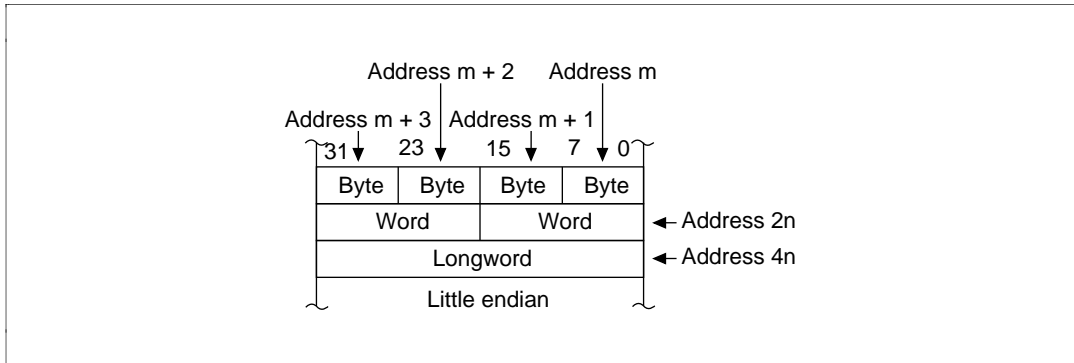 Address m + 2 Address m
Address m + 3 Address m + 1
31 23 15 7 0
Byte Byte Byte Byte
Word Word Address 2n
Longword Address 4n
Little endian